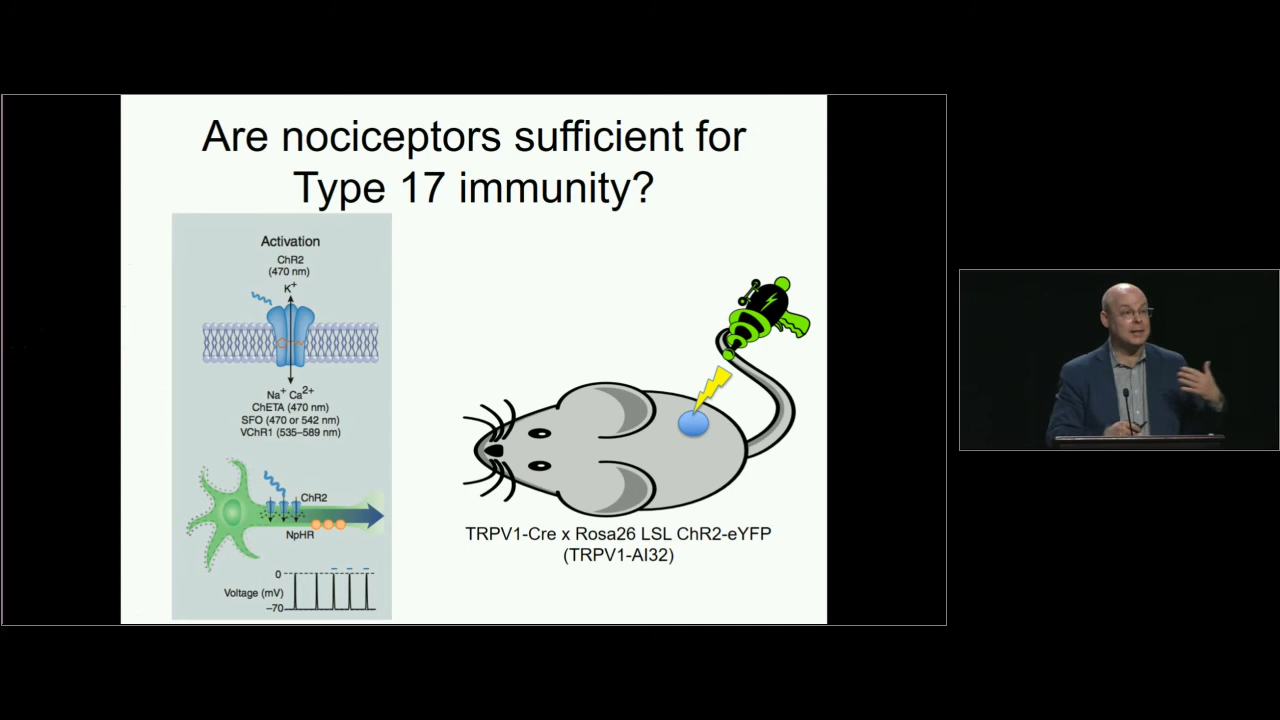 Are nociceptors sufficient for
Type 17 immunity?
Activation
ChR2
(470 nm)
K+
Na+ Ca2+
ChETA (470 nm)
SFO (470 or 542 nm)
VChR1 (535–589 nm)
ChR2
NpHR
0
Voltage (mV)
–70
TRPV1-Cre x Rosa26 LSL ChR2-eYFP
(TRPV1-AI32)